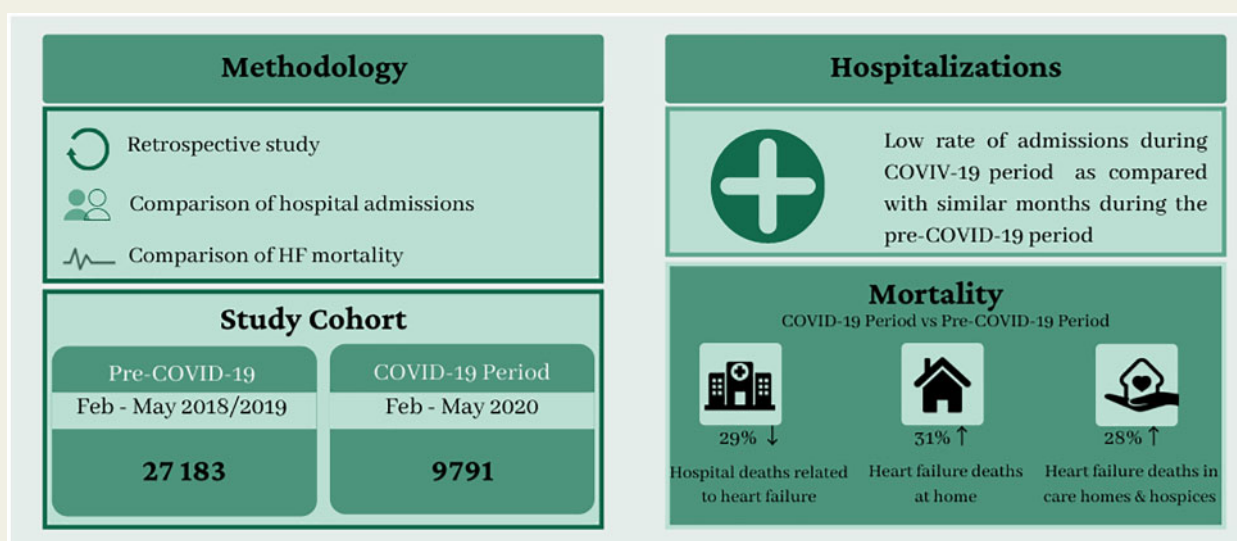 Methodology
Retrospective study
Comparison of hospital admissions
Comparison of HF mortality
Study Cohort
Pre-COVID-19
Feb - May 2018/2019
27 183
COVID-19 Period
Feb - May 2020
9791
Hospitalizations
Low rate of admissions during
COVIV-19 period as compared
with similar months during the
pre-COVID-19 period
Mortality
COVID-19 Period vs Pre-COVID-19 Period
29% ↓
Hospital deaths related
to heart failure
31% ↑
Heart failure deaths
at home
28% ↑
Heart failure deaths in
care homes & hospices